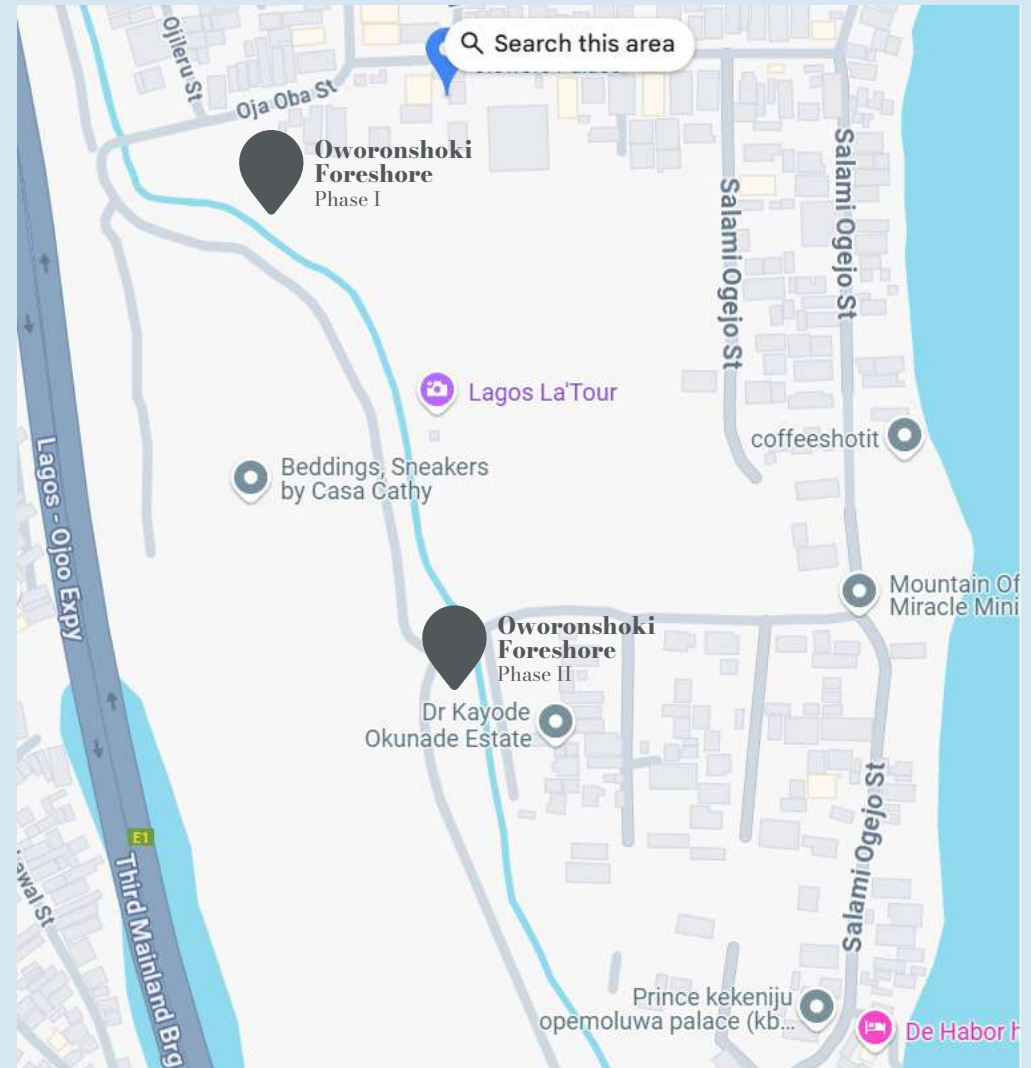 Search this area
Ojileru St
Oja Oba St
Oworonshoki
Foreshore
Phase I
Salami Ogejo St
Salami Ogejo St
Lagos La'Tour
coffeeshotit
Beddings, Sneakers
by Casa Cathy
Lagos - Ojoo Expy
Mountain Of
Miracle Mini
Oworonshoki
Foreshore
Phase II
Dr Kayode
Okunade Estate
E1
Third Mainland Brg
Salami Ogejo St
Prince kekeniju
opemoluwa palace (kb...
De Habor h